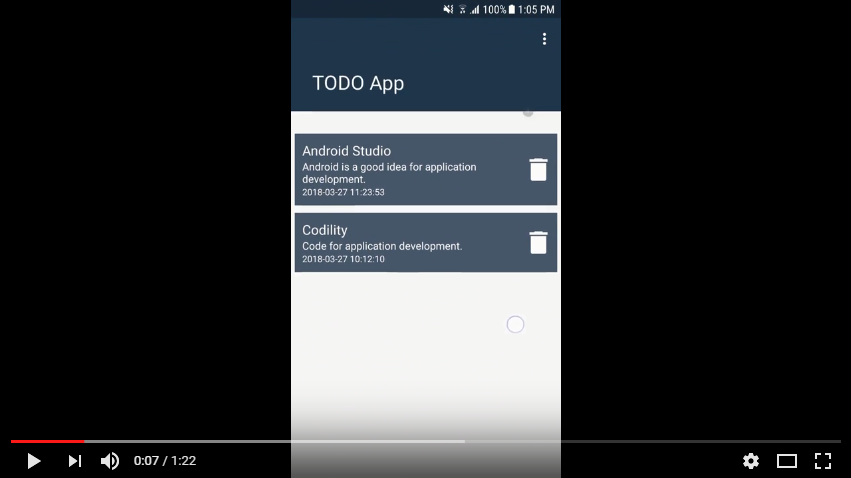 100% 1:05 PM
TODO App
Android Studio
Android is a good idea for application
development.
2018-03-27 11:23:53
Codility
Code for application development.
2018-03-27 10:12:10
0:07 / 1:22